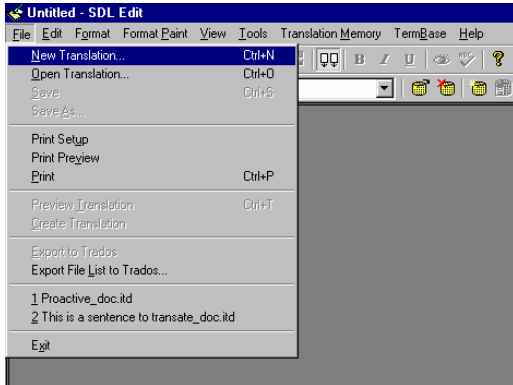 Untitled - SDL Edit
File Edit Format Format Paint View Tools Translation Memory TermBase Help
New Translation... Ctrl+N
B I U ABC ?
Open Translation... Ctrl+O
Save Ctrl+S
Save As...
Print Setup
Print Preview
Print Ctrl+P
Preview Translation Ctrl+T
Create Translation
Export to Trados
Export File List to Trados...
1 Proactive_doc.itd
2 This is a sentence to transate_doc.itd
Exit